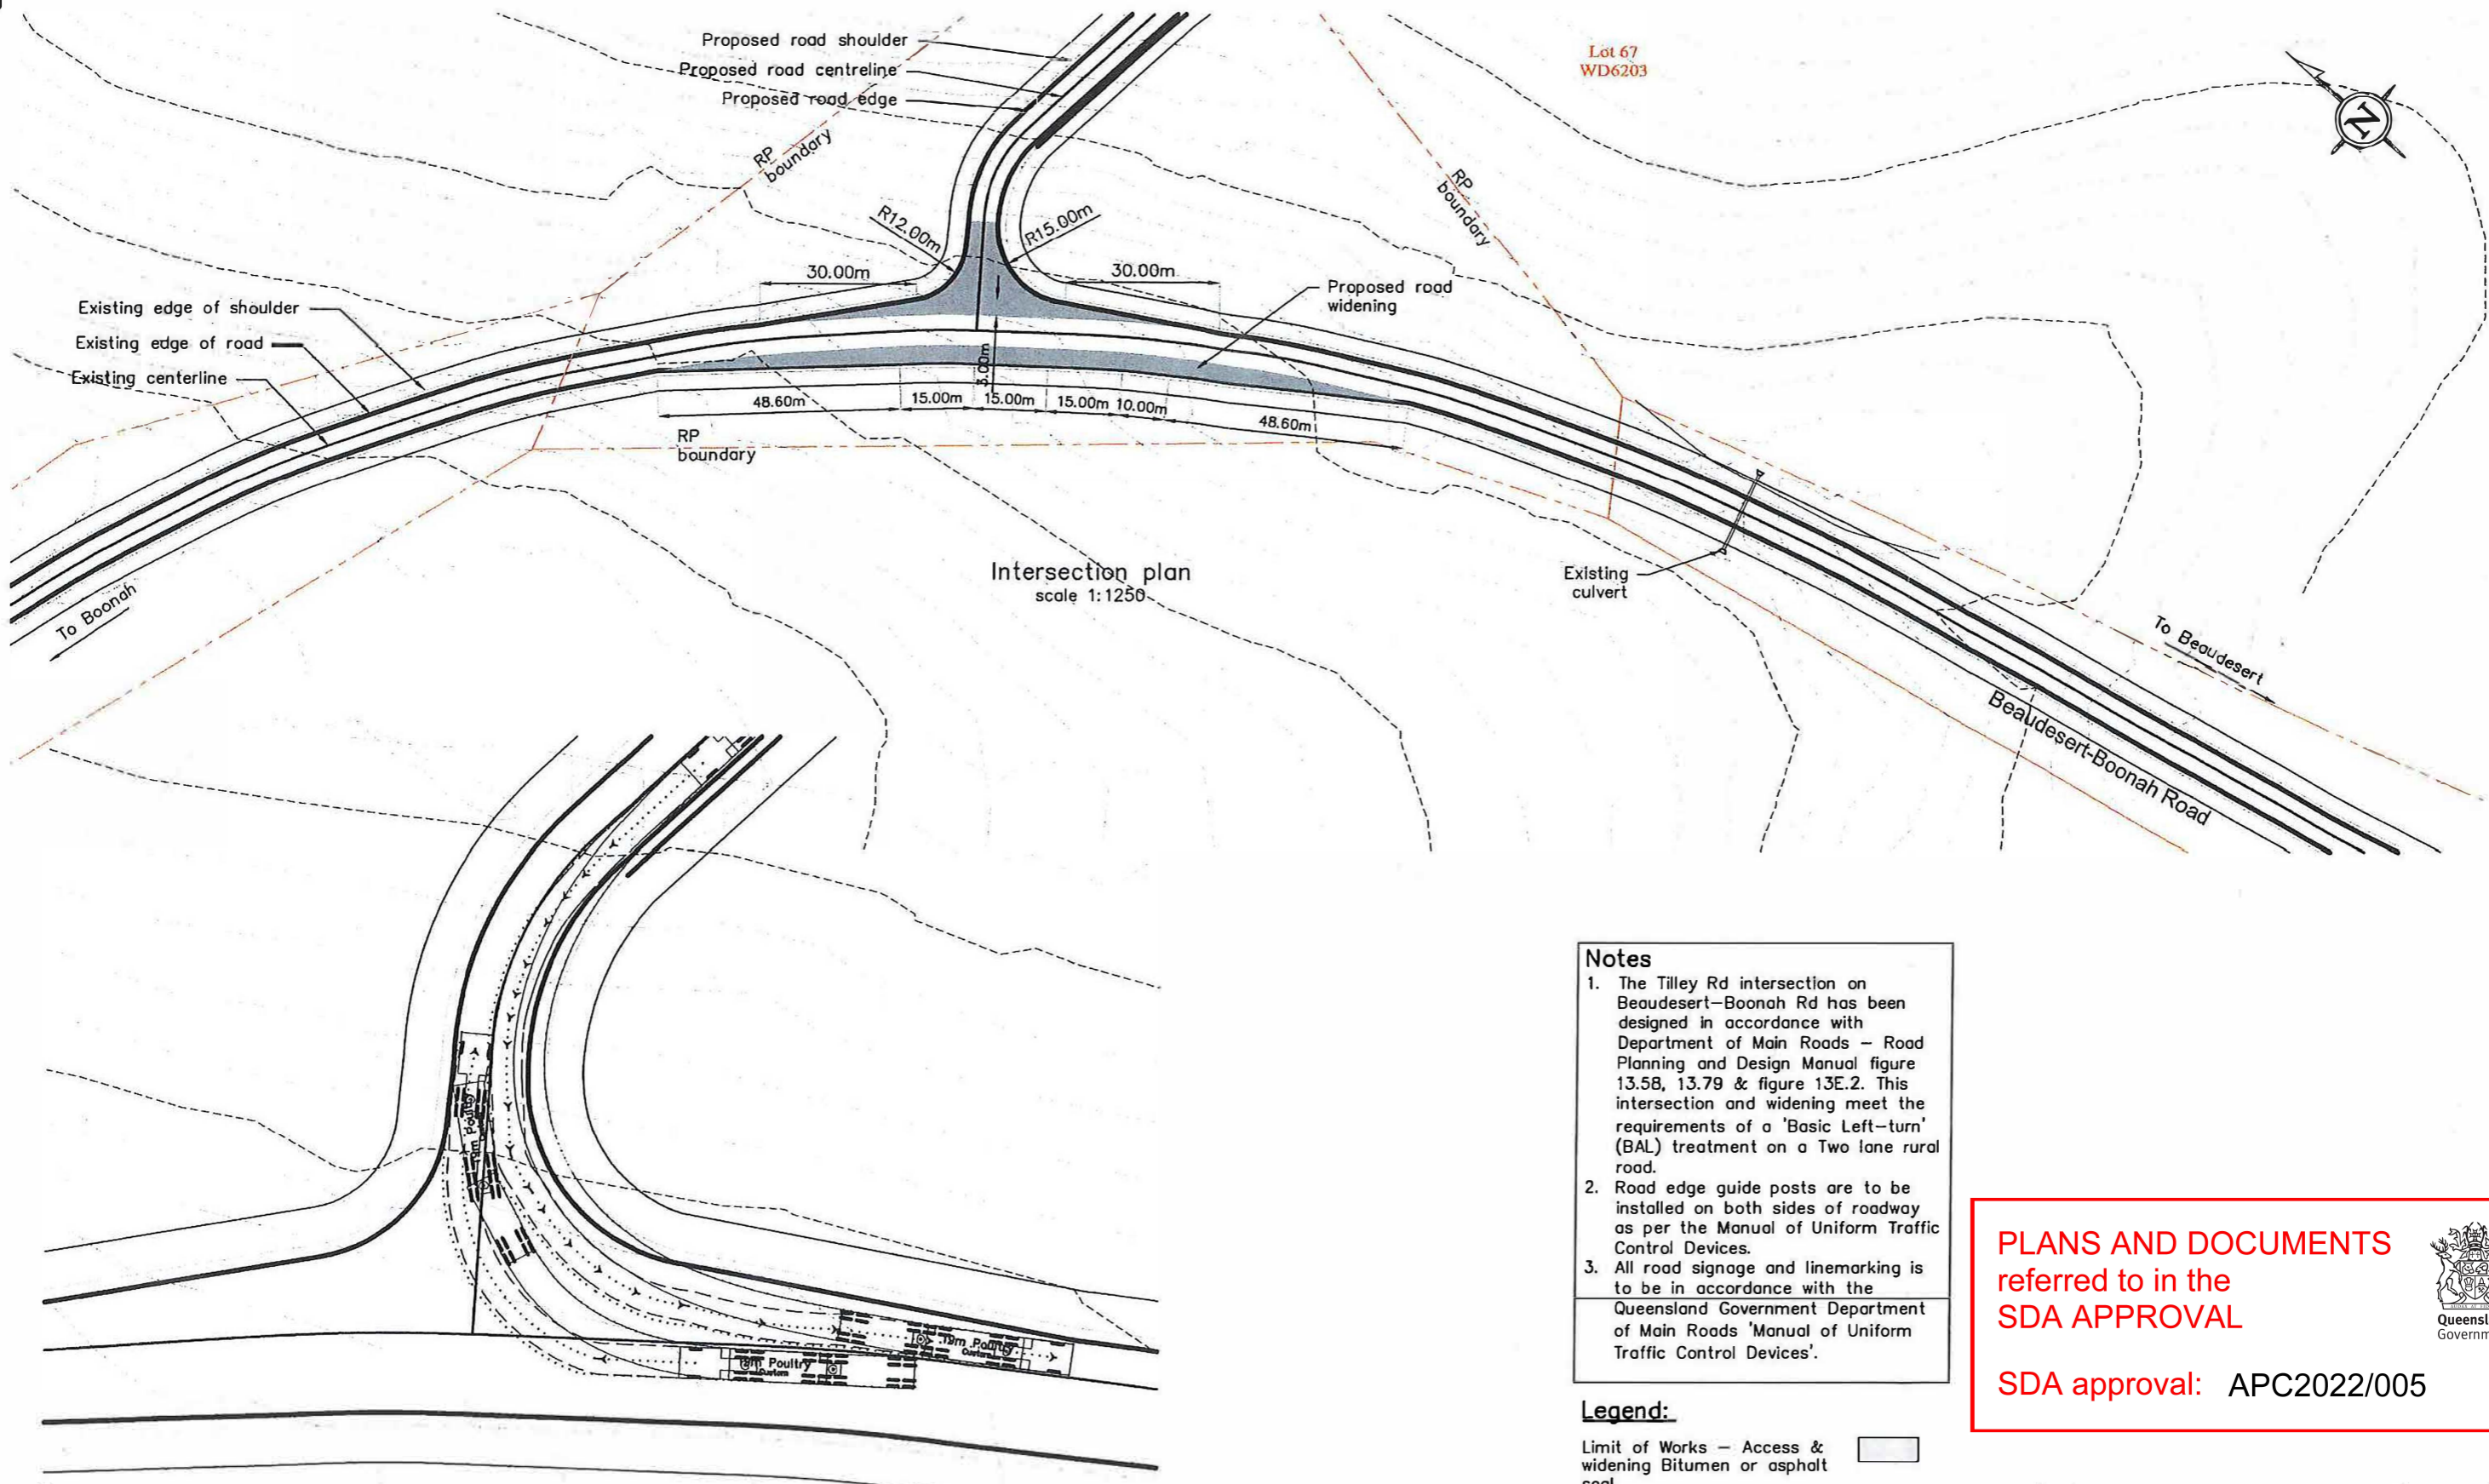 Proposed road shoulder
Proposed road centreline
Proposed road edge
Lot 67
WD6203
N
RP
boundary
RP
boundary
R12.00m
R15.00m
30.00m
30.00m
Proposed road
widening
Existing edge of shoulder
Existing edge of road
Existing centerline
3.00m
48.60m
15.00m
15.00m
15.00m
10.00m
48.60m
RP
boundary
Intersection plan
scale 1:1250
Existing
culvert
To Boonah
To Beaudesert
Beaudesert-Boonah Road
19m Poultry
Custom
19m Poultry
Custom
Notes
1. The Tilley Rd intersection on
Beaudesert-Boonah Rd has been
designed in accordance with
Department of Main Roads – Road
Planning and Design Manual figure
13.58, 13.79 & figure 13E.2. This
intersection and widening meet the
requirements of a 'Basic Left-turn'
(BAL) treatment on a Two lane rural
road.
2. Road edge guide posts are to be
installed on both sides of roadway
as per the Manual of Uniform Traffic
Control Devices.
3. All road signage and linemarking is
to be in accordance with the
Queensland Government Department
of Main Roads 'Manual of Uniform
Traffic Control Devices'.
Legend:
Limit of Works – Access &
widening Bitumen or asphalt
seal
PLANS AND DOCUMENTS
referred to in the
SDA APPROVAL
SDA approval: APC2022/005
Queensl
Governm